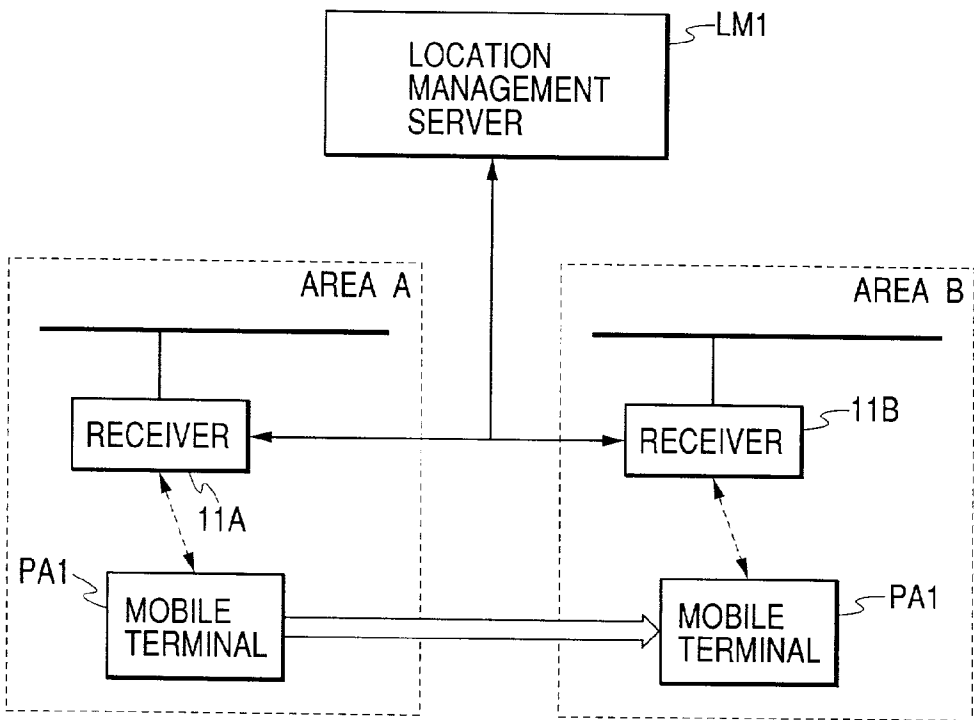 LM1
LOCATION
MANAGEMENT
SERVER
AREA A
RECEIVER
11A
PA1
MOBILE
TERMINAL
AREA B
RECEIVER
11B
MOBILE
TERMINAL
PA1